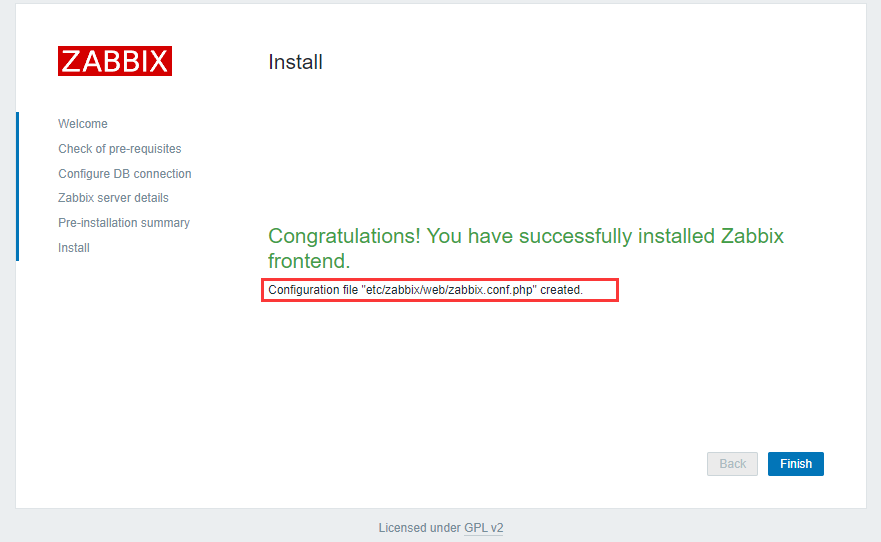 ZABBIX
Install
Welcome
Check of pre-requisites
Configure DB connection
Zabbix server details
Pre-installation summary
Install
Congratulations! You have successfully installed Zabbix
frontend.
Configuration file "etc/zabbix/web/zabbix.conf.php" created.
Back
Finish
Licensed under GPL v2